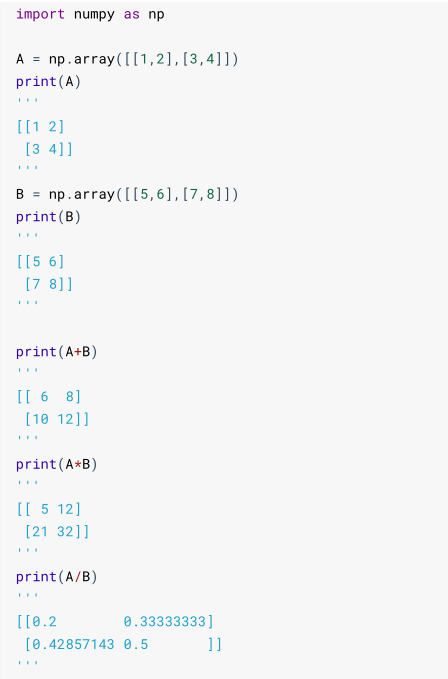 import numpy as np

A = np.array([[1,2],[3,4]])
print(A)
'''
[[1 2]
 [3 4]]
'''
B = np.array([[5,6],[7,8]])
print(B)
'''
[[5 6]
 [7 8]]
'''

print(A+B)
'''
[[ 6  8]
 [10 12]]
'''
print(A*B)
'''
[[ 5 12]
 [21 32]]
'''
print(A/B)
'''
[[0.2        0.33333333]
 [0.42857143 0.5       ]]
'''